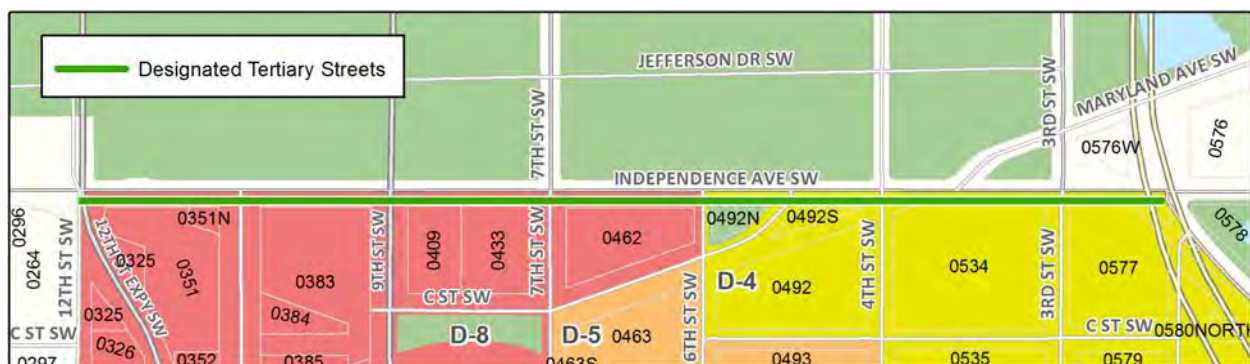 Designated Tertiary Streets
JEFFERSON DR SW
MARYLAND AVE SW
3RD ST SW
7TH ST SW
0576W
0576
INDEPENDENCE AVE SW
0296
0264
12TH ST SW
12TH ST EXPY SW
0351N
0325
0351
0383
9TH ST SW
0409
0433
7TH ST SW
0462
0492N
0492S
D-4
0492
4TH ST SW
0534
3RD ST SW
0577
0578
0325
0384
C ST SW
C ST SW
0326
0352
0385
D-8
D-5
0463
0463S
6TH ST SW
0493
0535
C ST SW
0580NORTH
0579
0297